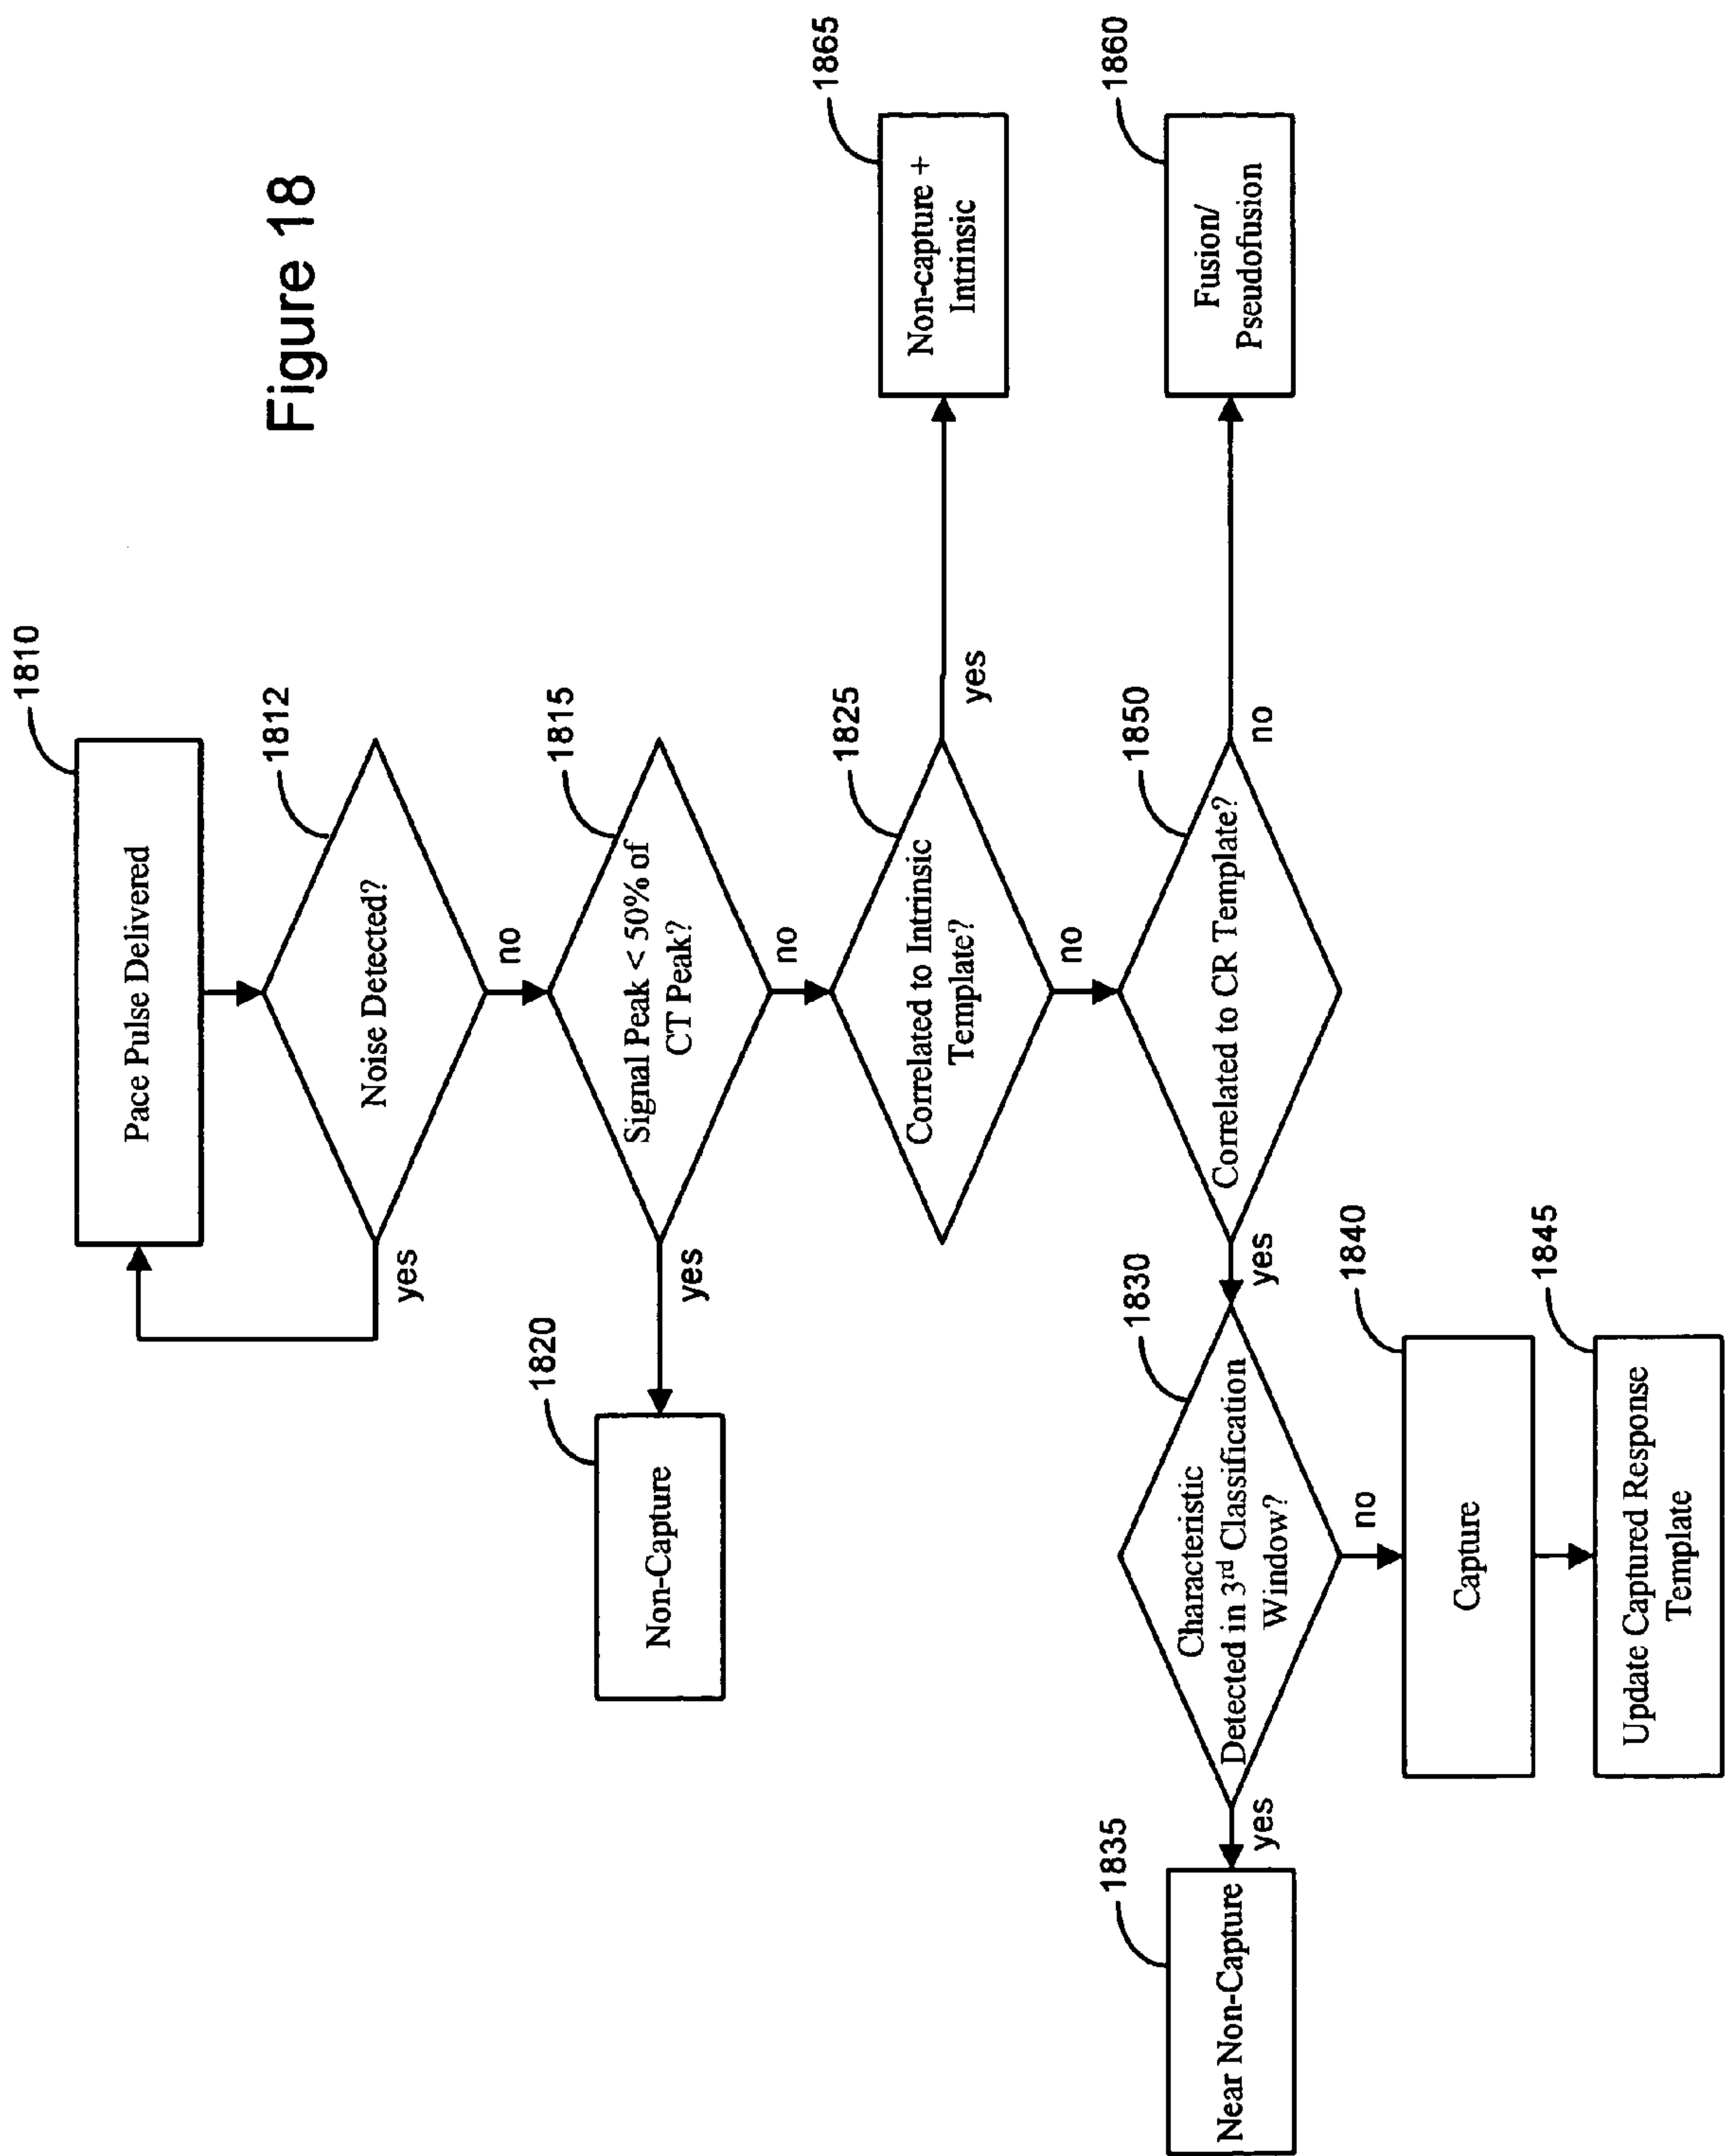 Figure 18
1810
Pace Pulse Delivered
1812
Noise Detected?
yes
no
1815
Signal Peak < 50% of
CT Peak?
yes
no
1820
Non-Capture
1825
Correlated to Intrinsic
Template?
yes
no
1865
Non-capture +
Intrinsic
1850
Correlated to CR Template?
yes
no
1860
Fusion/
Pseudofusion
1830
Characteristic
Detected in 3rd Classification
Window?
yes
no
1835
Near Non-Capture
1840
Capture
1845
Update Captured Response
Template